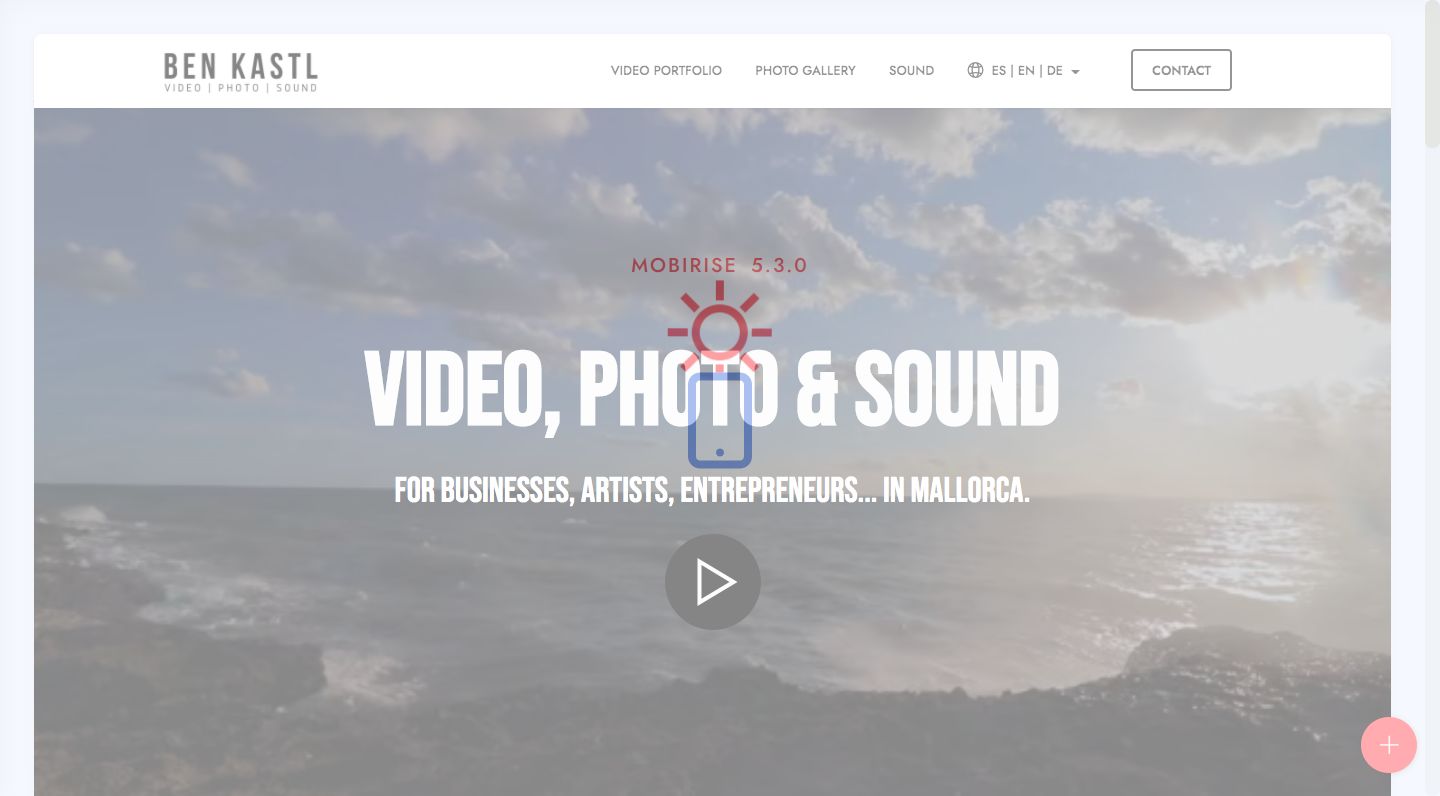 BEN KASTL
VIDEO | PHOTO | SOUND
VIDEO PORTFOLIO
PHOTO GALLERY
SOUND
ES | EN | DE
CONTACT
MOBIRISE 5.3.0
VIDEO, PHOTO & SOUND
FOR BUSINESSES, ARTISTS, ENTREPRENEURS... IN MALLORCA.